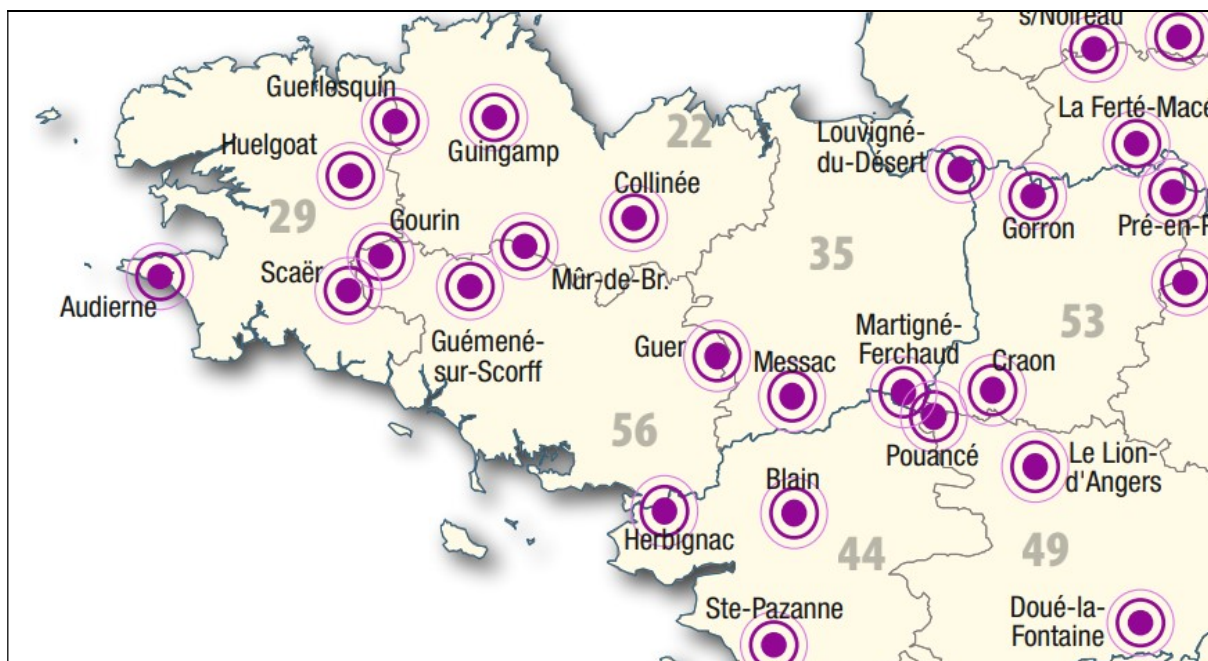 s/Noireau
Guerlesquin
La Ferté-Macé
Huelgoat
Guingamp
22
Louvigné-
du-Désert
Collinée
29
Gourin
Gorron
Pré-en-P
35
Scaër
Mûr-de-Br.
Audierne
53
Guémené-
sur-Scorff
Guer
Messac
Martigné-
Ferchaud
Craon
56
Pouancé
Le Lion-
d'Angers
Blain
Herbignac
44
49
Ste-Pazanne
Doué-la-
Fontaine